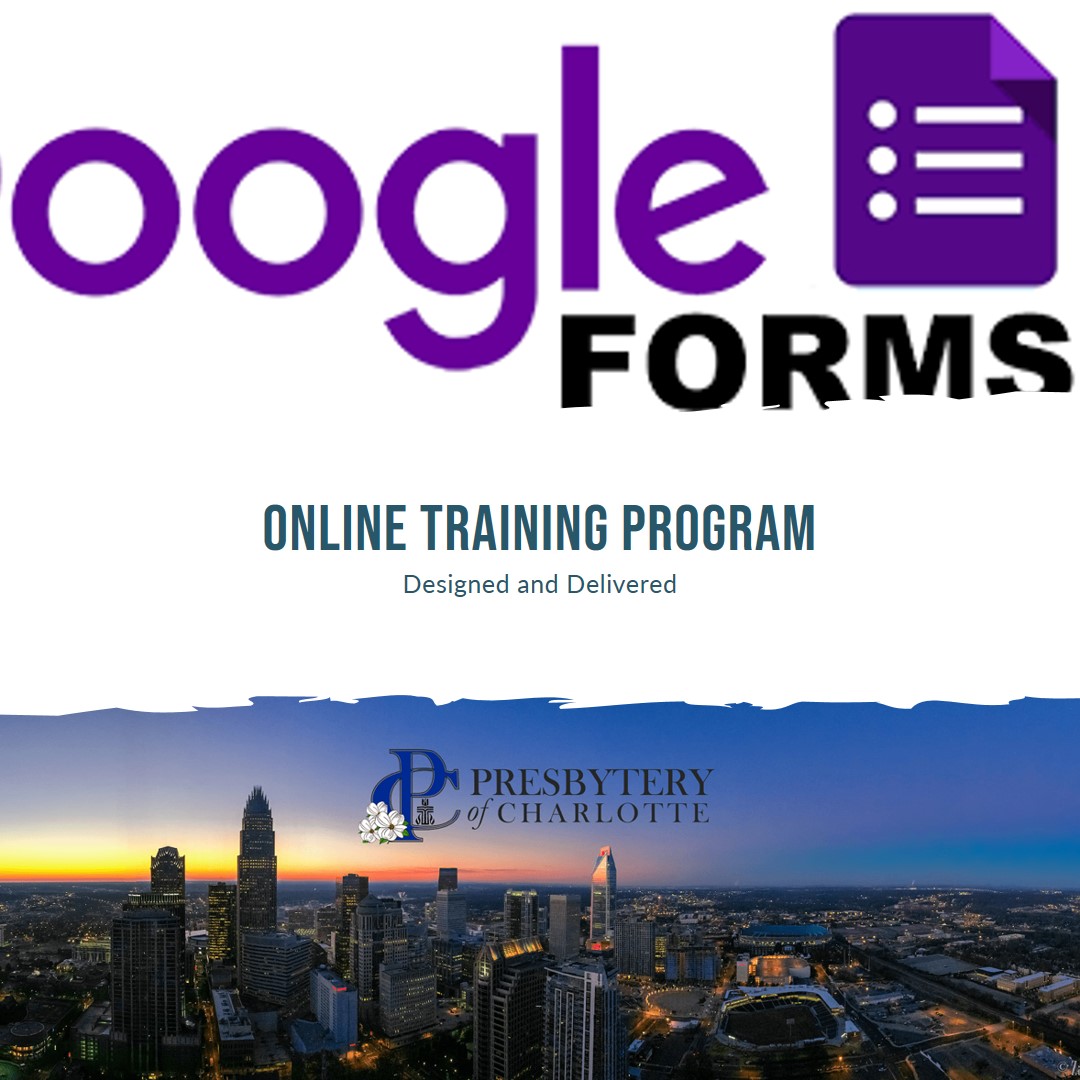 oogle
FORMS
ONLINE TRAINING PROGRAM
Designed and Delivered
PRESBYTERY
of CHARLOTTE